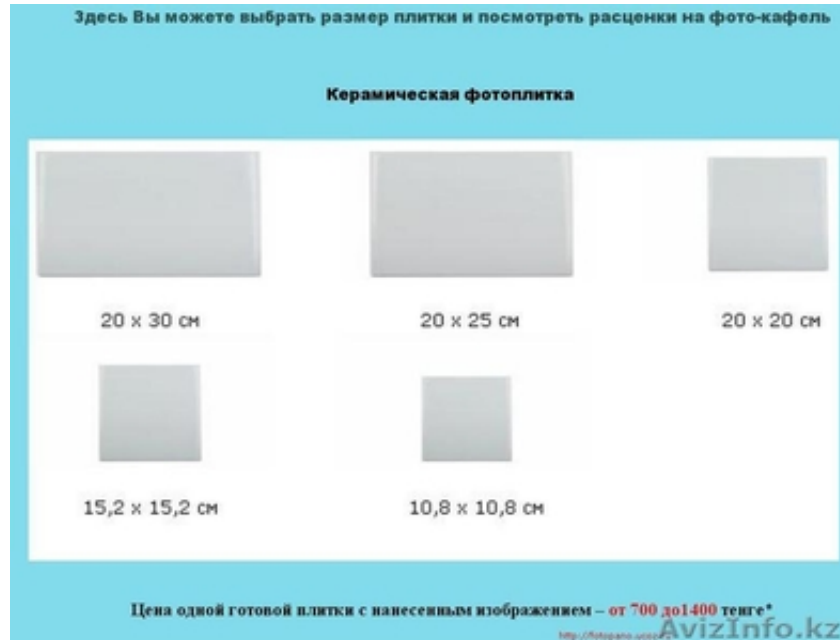 Здесь Вы можете выбрать размер плитки и посмотреть расценки на фото-кафель
Керамическая фотоплитка
20 x 30 см
20 x 25 см
20 x 20 см
15,2 x 15,2 см
10,8 x 10,8 см
Цена одной готовой плитки с нанесенным изображением – от 700 до1400 тенге*
AvizInfo.kz